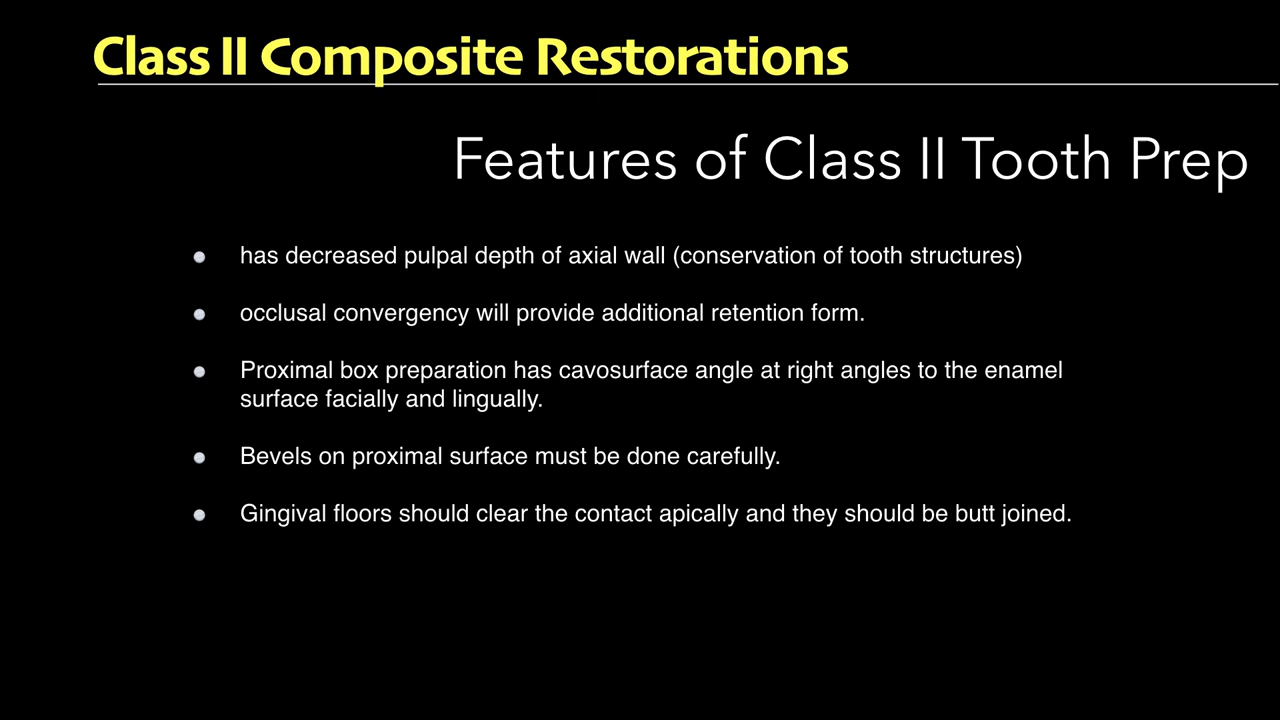 Class II Composite Restorations
Features of Class II Tooth Prep
has decreased pulpal depth of axial wall (conservation of tooth structures)
occlusal convergency will provide additional retention form.
Proximal box preparation has cavosurface angle at right angles to the enamel
surface facially and lingually.
Bevels on proximal surface must be done carefully.
Gingival floors should clear the contact apically and they should be butt joined.